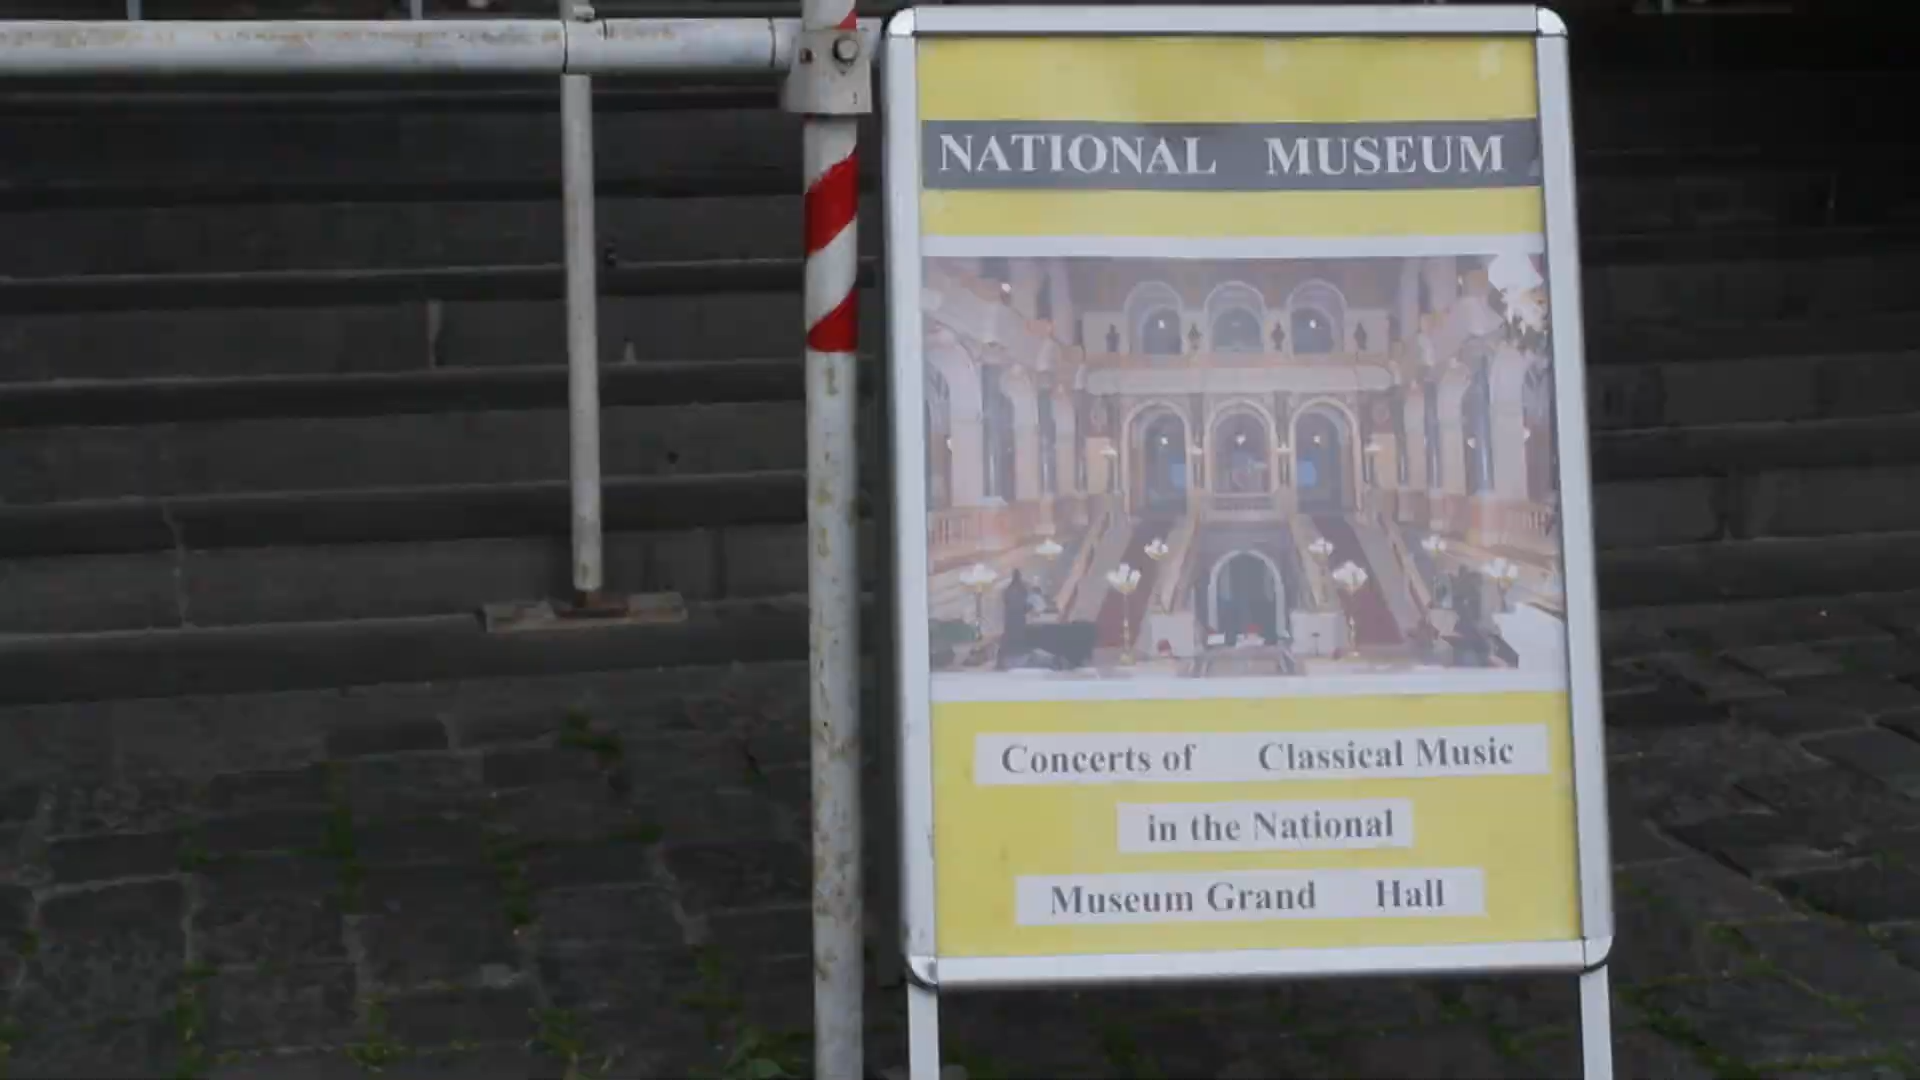 NATIONAL MUSEUM
Concerts of Classical Music
in the National
Museum Grand Hall